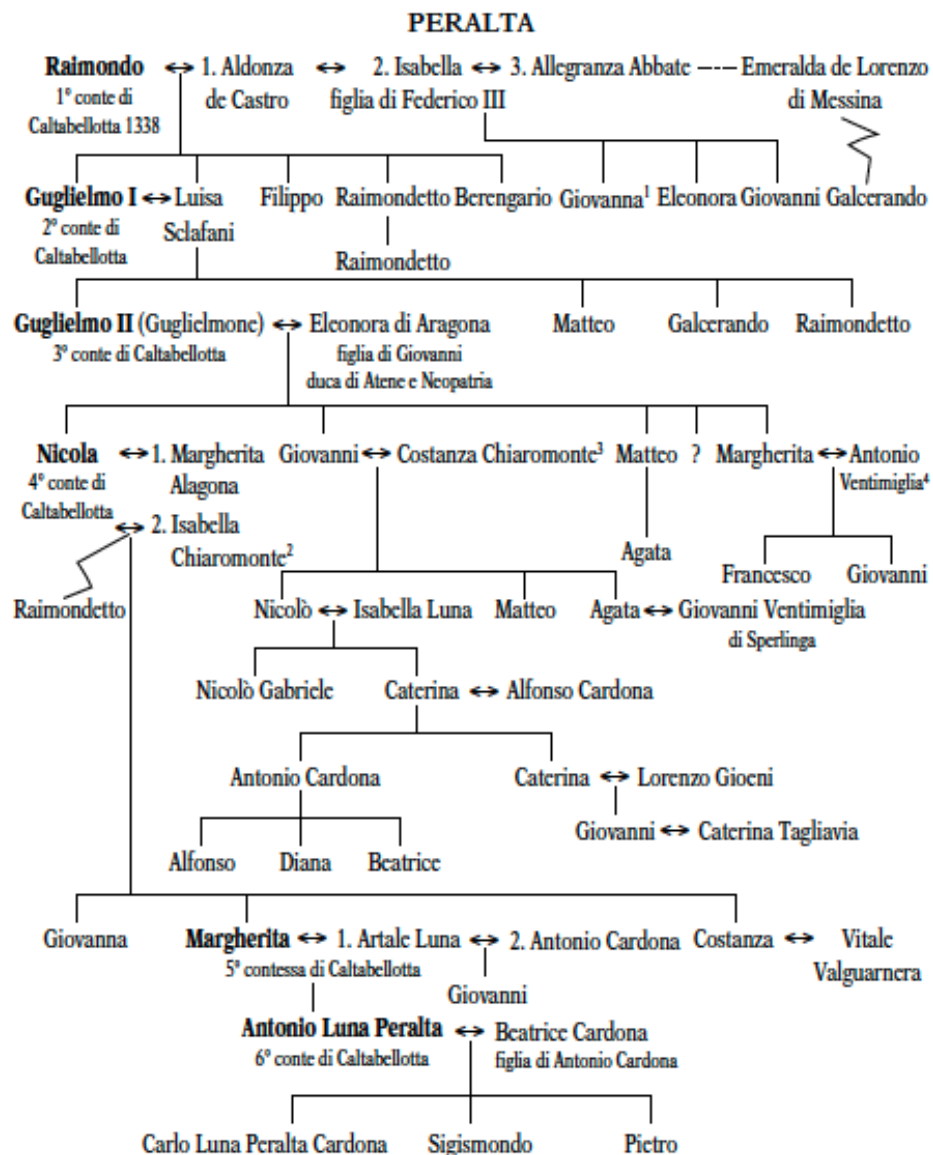 PERALTA
Raimondo ↔ 1. Aldonza ↔ 2. Isabella ↔ 3. Allegranza Abbate ---- Emeralda de Lorenzo
1° conte di de Castro figlia di Federico III di Messina
Caltabellotta 1338
Guglielmo I ↔ Luisa Filippo Raimondetto Berengario Giovanna¹ Eleonora Giovanni Galcerando
2° conte di Sclafani
Caltabellotta
Raimondetto
Guglielmo II (Guglielmone) ↔ Eleonora di Aragona Matteo Galcerando Raimondetto
3° conte di Caltabellotta figlia di Giovanni
duca di Atene e Neopatria
Nicola ↔ 1. Margherita Giovanni ↔ Costanza Chiaromonte³ Matteo ? Margherita ↔ Antonio
4° conte di Alagona Ventimiglia⁴
Caltabellotta
↔ 2. Isabella
Chiaromonte² Agata
Francesco Giovanni
Raimondetto Nicolò ↔ Isabella Luna Matteo Agata ↔ Giovanni Ventimiglia
di Sperlinga
Nicolò Gabriele Caterina ↔ Alfonso Cardona
Antonio Cardona Caterina ↔ Lorenzo Gioeni
Giovanni ↔ Caterina Tagliavia
Alfonso Diana Beatrice
Giovanna Margherita ↔ 1. Artale Luna ↔ 2. Antonio Cardona Costanza ↔ Vitale
5ª contessa di Caltabellotta Valguarnera
Giovanni
Antonio Luna Peralta ↔ Beatrice Cardona
6° conte di Caltabellotta figlia di Antonio Cardona
Carlo Luna Peralta Cardona Sigismondo Pietro